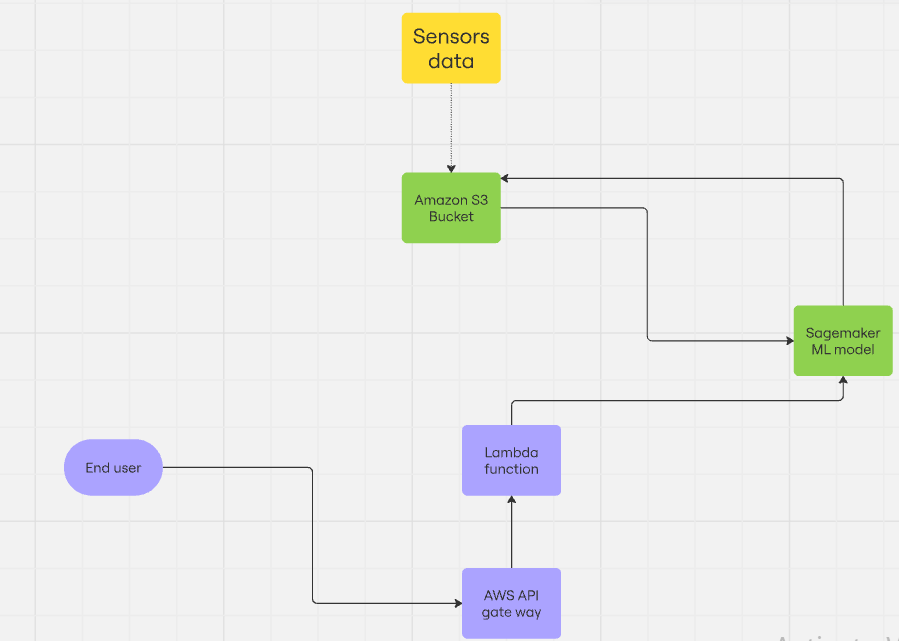 Sensors
data
Amazon S3
Bucket
Sagemaker
ML model
Lambda
function
End user
AWS API
gate way